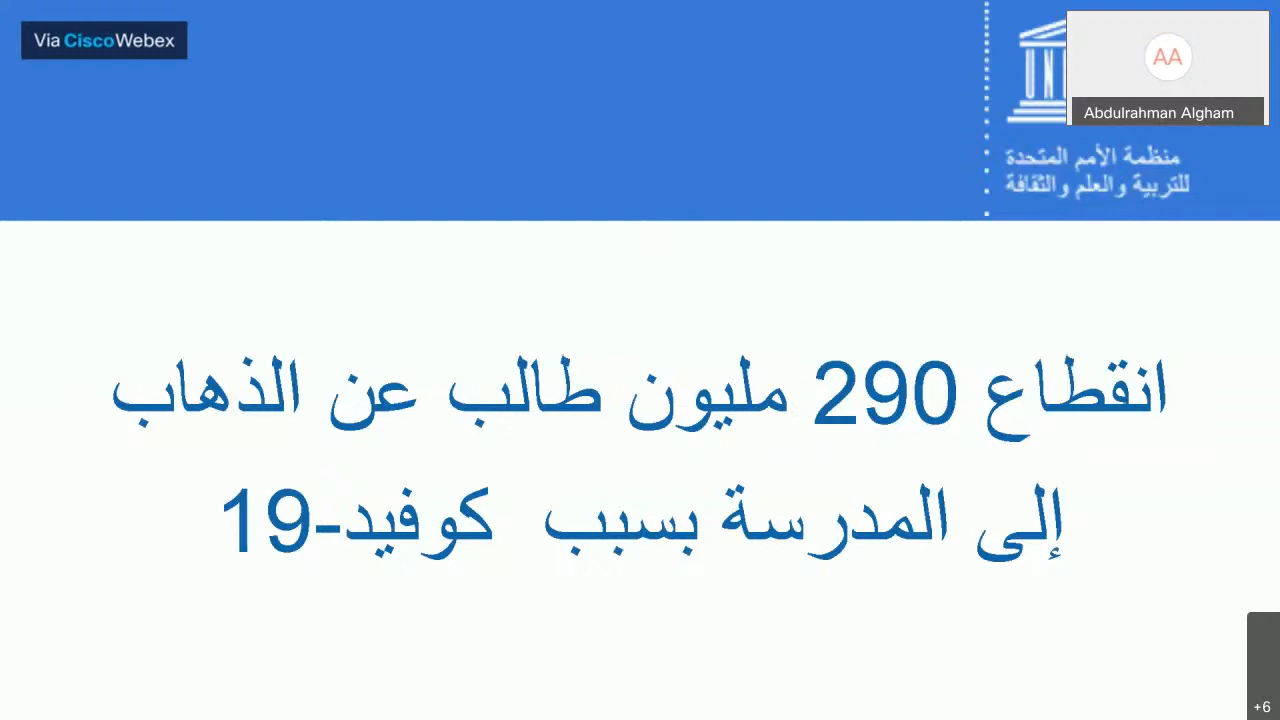 Via CiscoWebex
AA
Abdulrahman Algham
منظمة الأمم المتحدة
للتربية والعلم والثقافة
انقطاع 290 مليون طالب عن الذهاب
إلى المدرسة بسبب كوفيد-19
+6